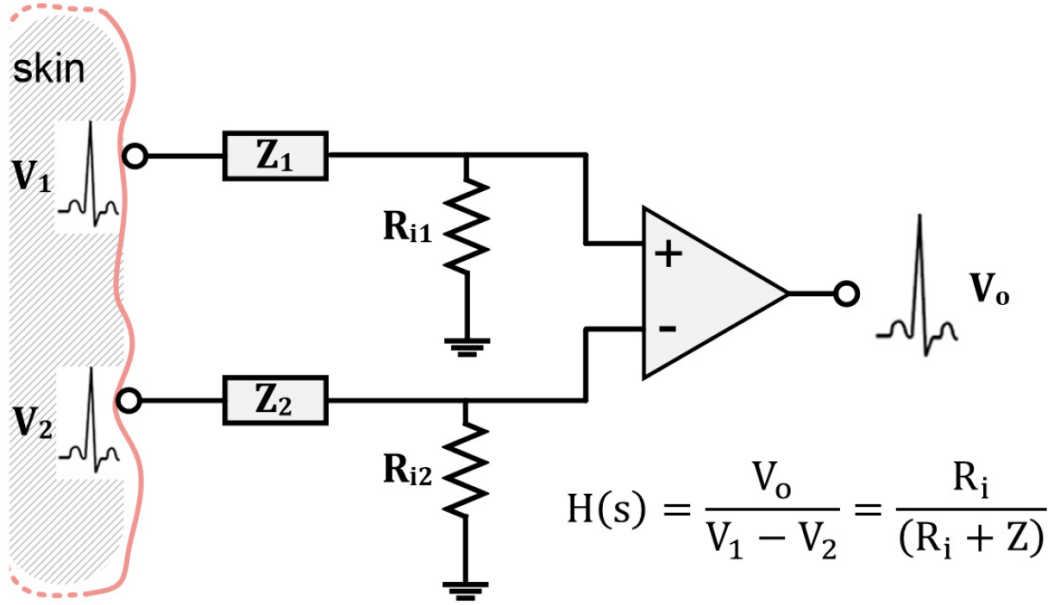 skin
V₁
Z₁
Rᵢ₁
+
-
Vₒ
V₂
Z₂
Rᵢ₂
H(s) = Vₒ / (V₁ − V₂) = Rᵢ / (Rᵢ + Z)